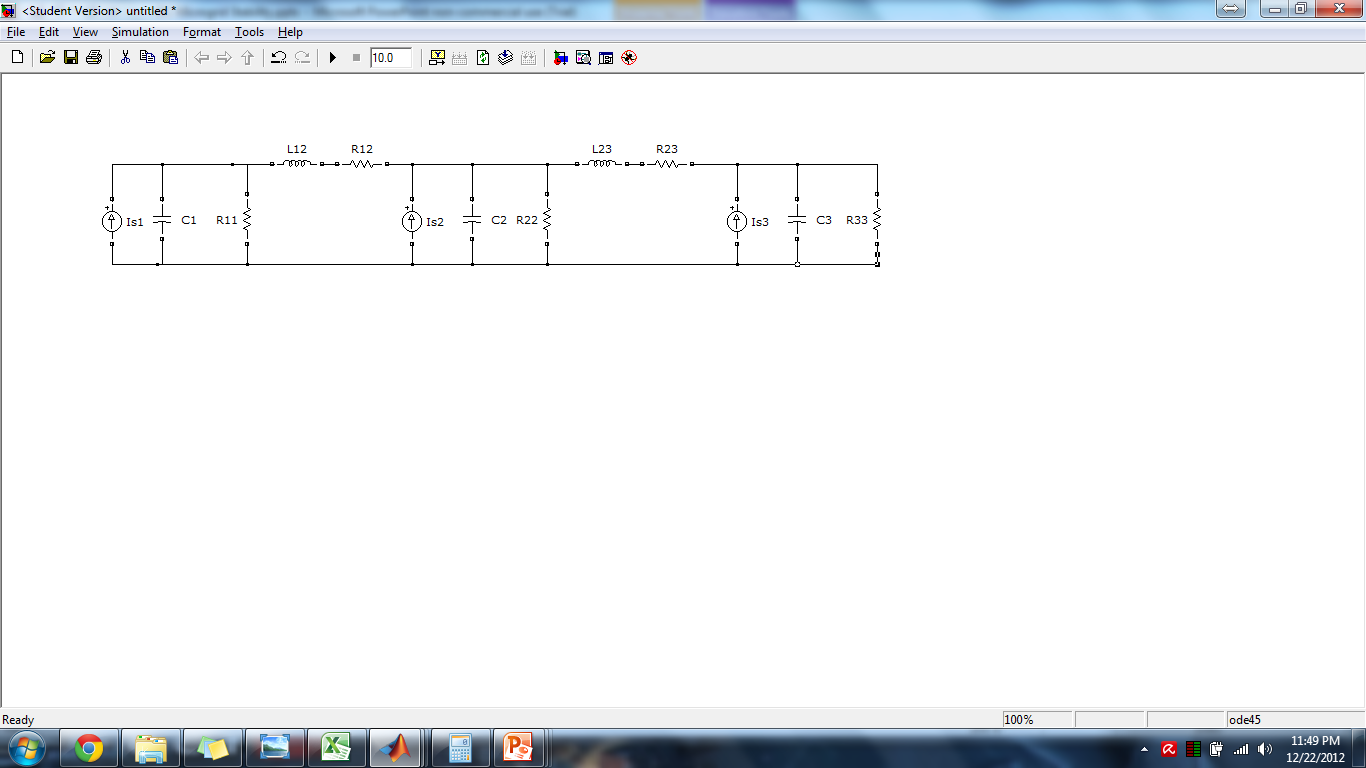 <Student Version> untitled *
File Edit View Simulation Format Tools Help
10.0
L12 R12 L23 R23
Is1 C1 R11 Is2 C2 R22 Is3 C3 R33
Ready 100% ode45
11:49 PM
12/22/2012